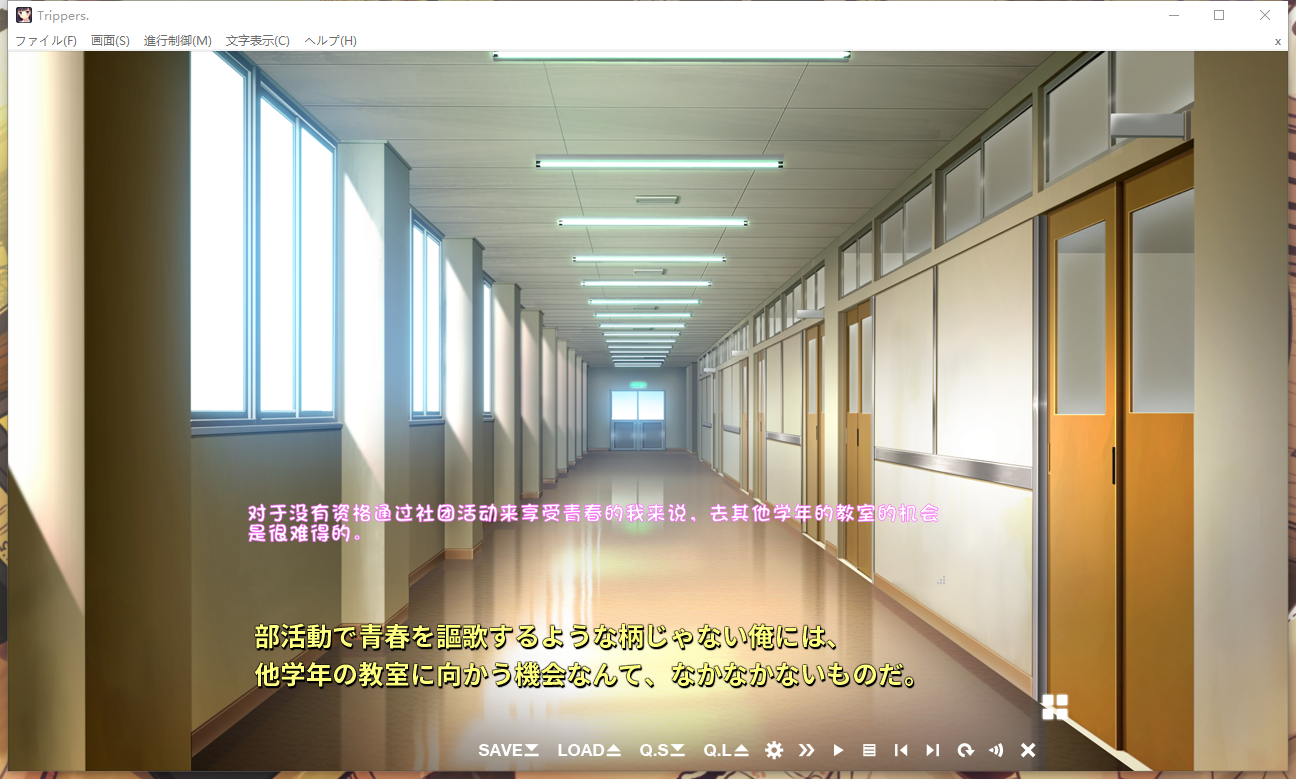 Trippers.
ファイル(F) 画面(S) 進行制御(M) 文字表示(C) ヘルプ(H) x
对于没有资格通过社团活动来享受青春的我来说，去其他学年的教室的机会
是很难得的。
部活動で青春を謳歌するような柄じゃない俺には、
他学年の教室に向かう機会なんて、なかなかないものだ。
SAVE LOAD Q.S Q.L